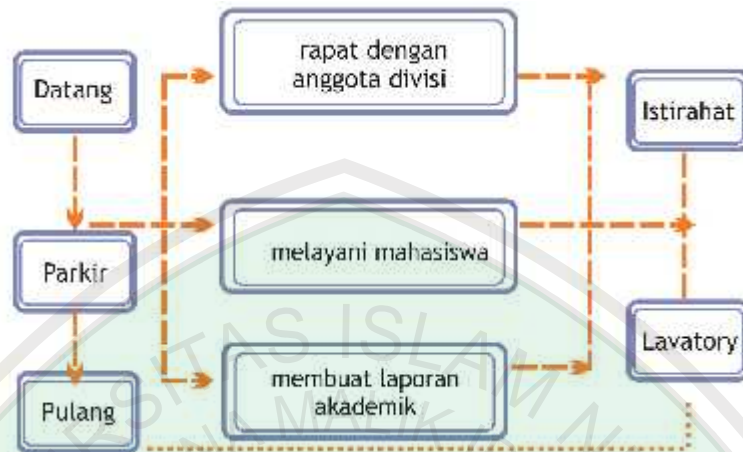 Datang
rapat dengan
anggota divisi
Istirahat
Parkir
melayani mahasiswa
Lavatory
Pulang
membuat laporan
akademik